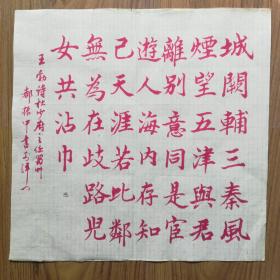 城闕輔三秦風
煙望五津與君
離别意同是宦
遊人海内存知
己天涯若比鄰
無為在歧路兒
女共沾巾
王勃詩杜少府之任蜀州